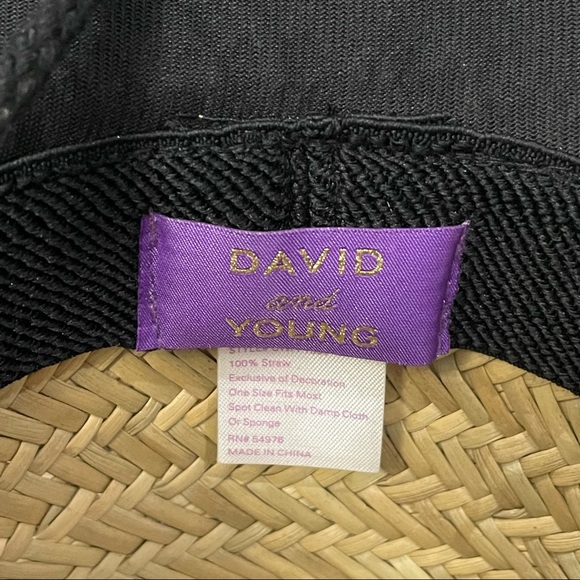 DAVID
and
YOUNG
100% Straw
Exclusive of Decoration
One Size Fits Most
Spot Clean With Damp Cloth
Or Sponge
RN# 54978
MADE IN CHINA